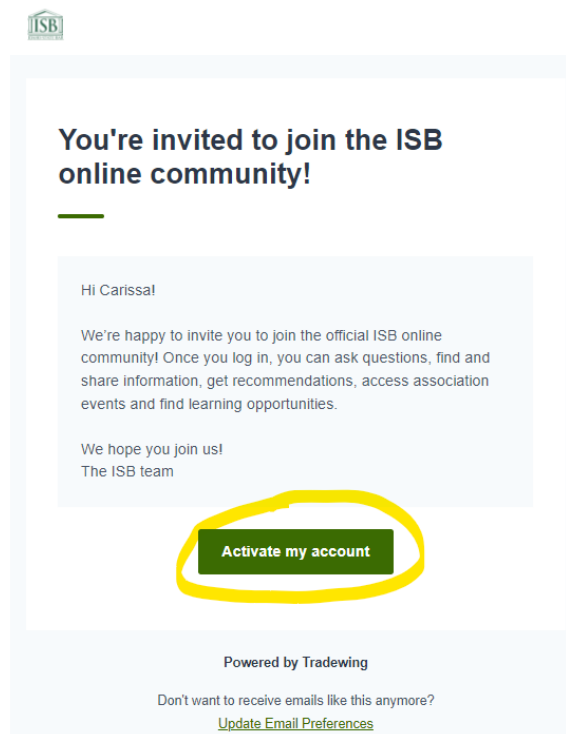 ISB
You're invited to join the ISB
online community!
Hi Carissa!
We're happy to invite you to join the official ISB online
community! Once you log in, you can ask questions, find and
share information, get recommendations, access association
events and find learning opportunities.
We hope you join us!
The ISB team
Activate my account
Powered by Tradewing
Don't want to receive emails like this anymore?
Update Email Preferences